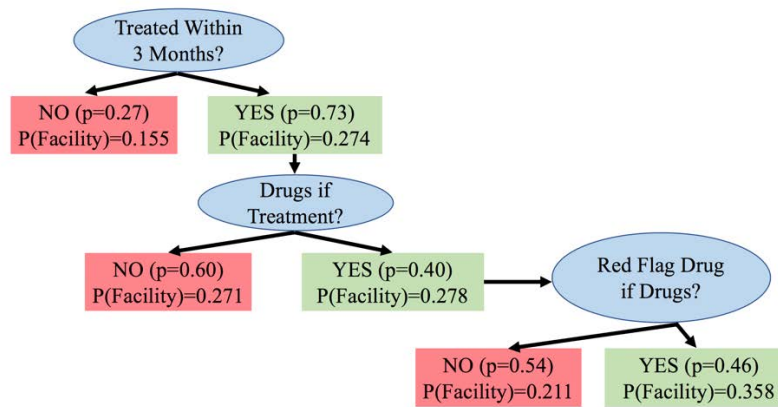 Treated Within
3 Months?
NO (p=0.27)
P(Facility)=0.155
YES (p=0.73)
P(Facility)=0.274
Drugs if
Treatment?
NO (p=0.60)
P(Facility)=0.271
YES (p=0.40)
P(Facility)=0.278
Red Flag Drug
if Drugs?
NO (p=0.54)
P(Facility)=0.211
YES (p=0.46)
P(Facility)=0.358